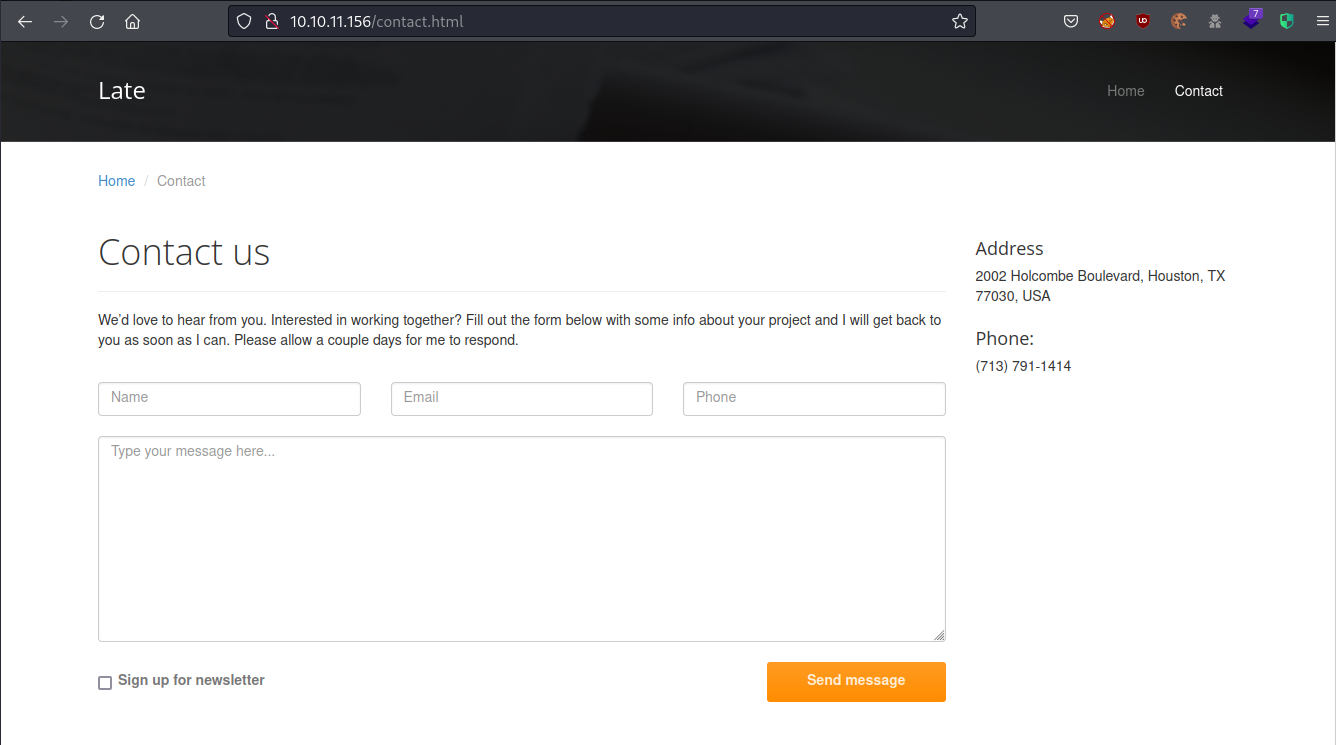 10.10.11.156/contact.html
7
UD
Late
Home
Contact
Home / Contact
Contact us
We'd love to hear from you. Interested in working together? Fill out the form below with some info about your project and I will get back to
you as soon as I can. Please allow a couple days for me to respond.
Name
Email
Phone
Type your message here...
Sign up for newsletter
Send message
Address
2002 Holcombe Boulevard, Houston, TX
77030, USA
Phone:
(713) 791-1414